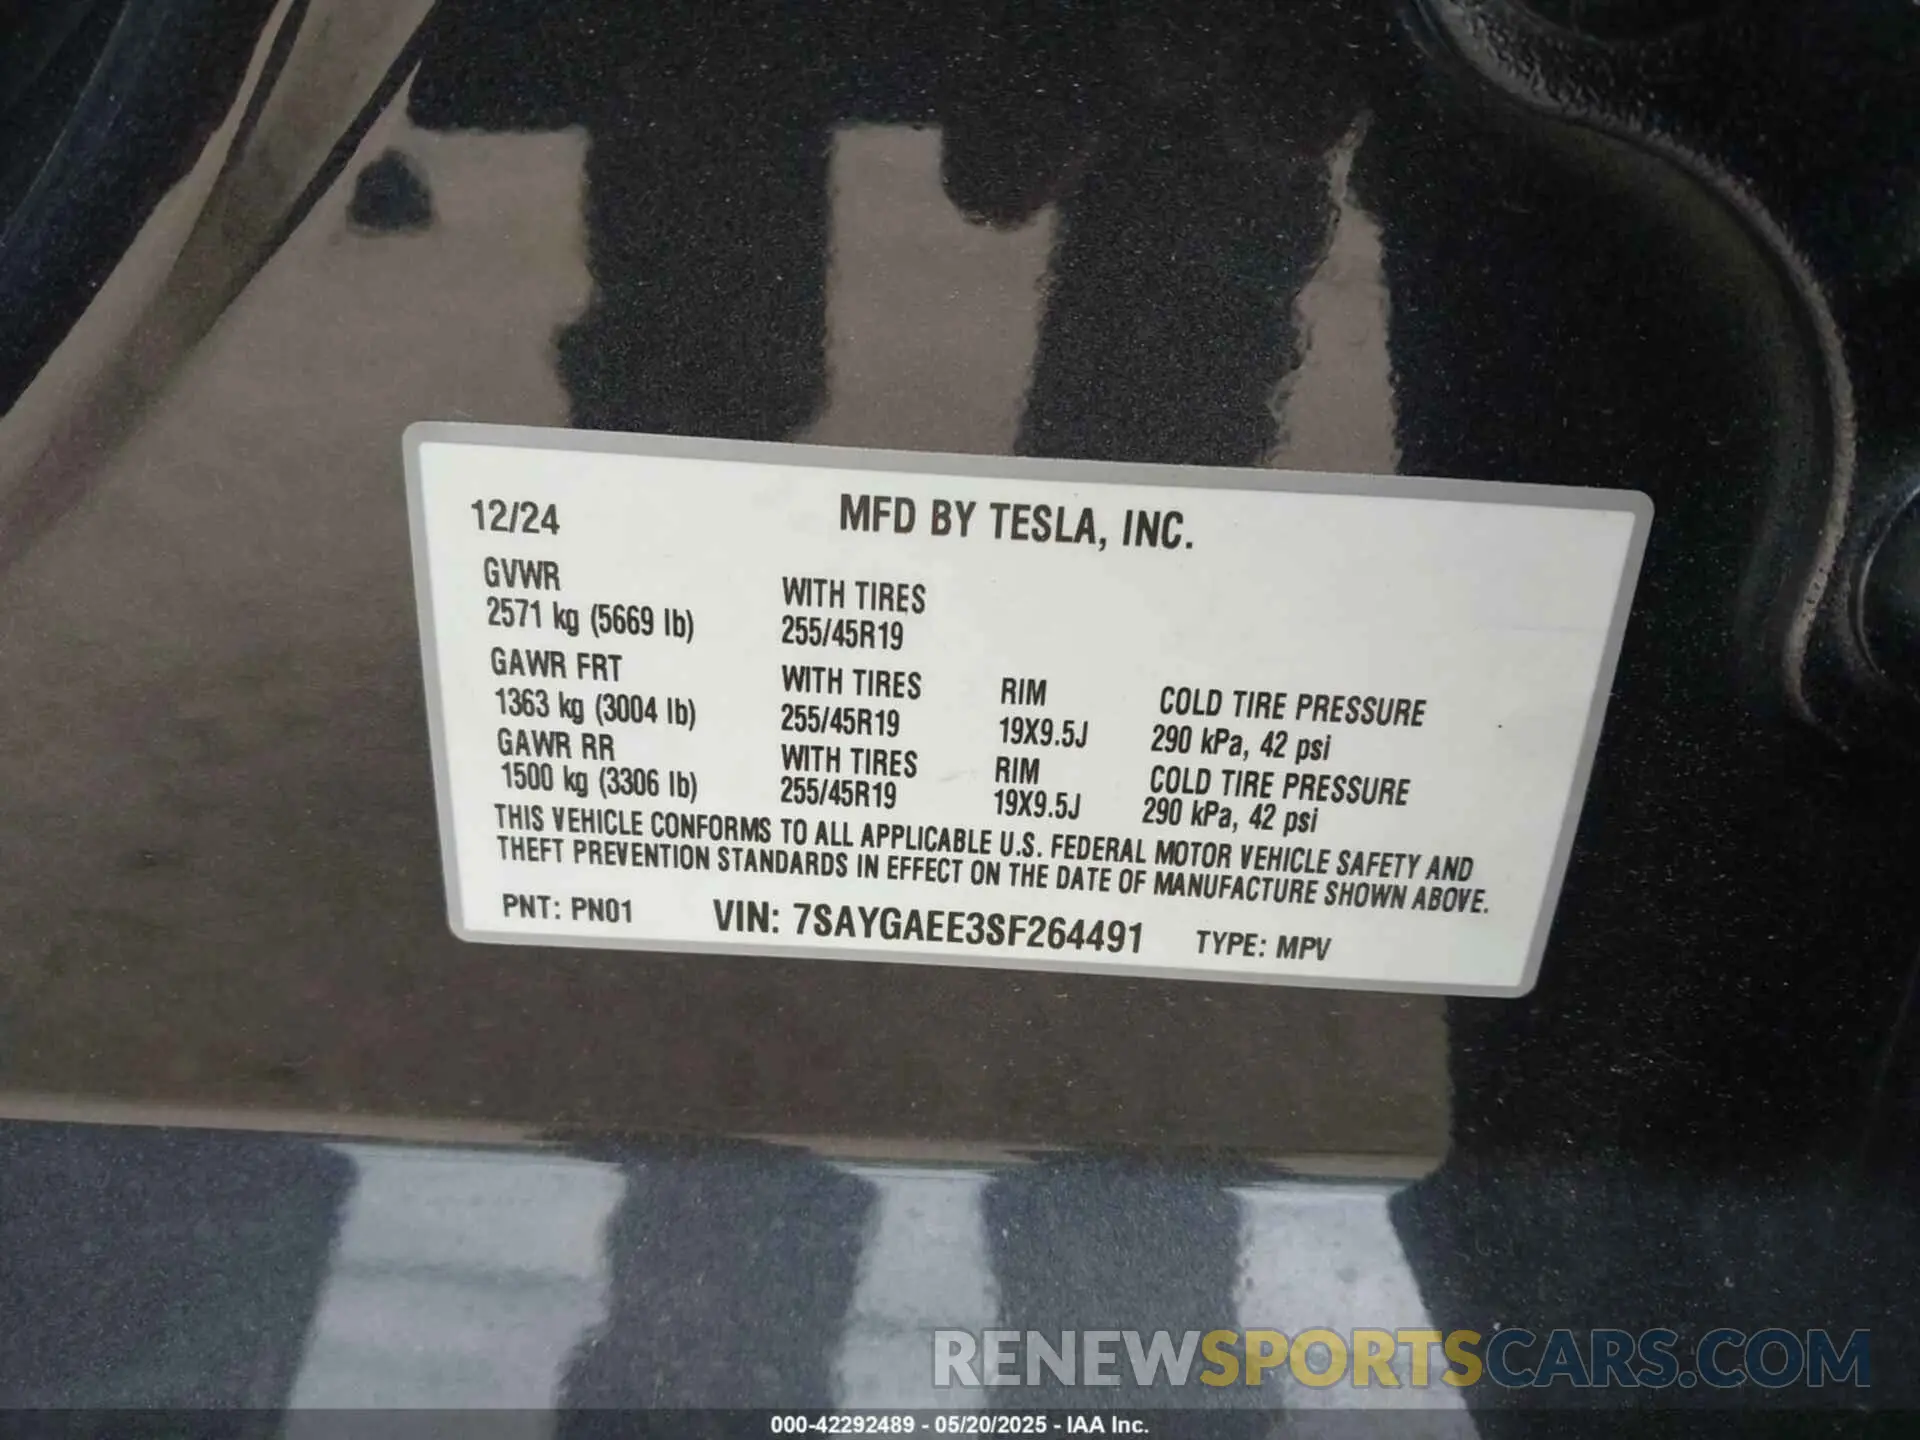 12/24 MFD BY TESLA, INC.
GVWR WITH TIRES
2571 kg (5669 lb) 255/45R19
GAWR FRT WITH TIRES RIM COLD TIRE PRESSURE
1363 kg (3004 lb) 255/45R19 19X9.5J 290 kPa, 42 psi
GAWR RR WITH TIRES RIM COLD TIRE PRESSURE
1500 kg (3306 lb) 255/45R19 19X9.5J 290 kPa, 42 psi
THIS VEHICLE CONFORMS TO ALL APPLICABLE U.S. FEDERAL MOTOR VEHICLE SAFETY AND
THEFT PREVENTION STANDARDS IN EFFECT ON THE DATE OF MANUFACTURE SHOWN ABOVE.
PNT: PN01 VIN: 7SAYGAEE3SF264491 TYPE: MPV
RENEWSPORTSCARS.COM
000-42292489 - 05/20/2025 - IAA Inc.